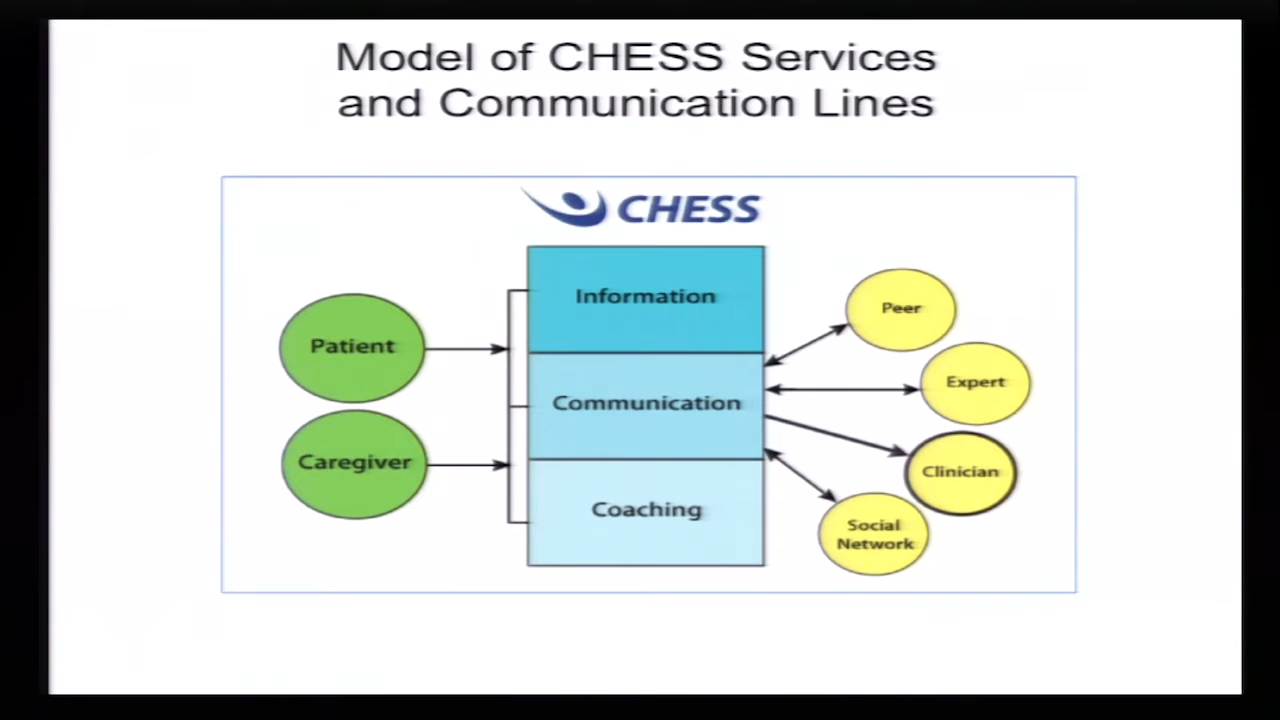 Model of CHESS Services
and Communication Lines
CHESS
Information
Communication
Coaching
Patient
Caregiver
Peer
Expert
Clinician
Social
Network